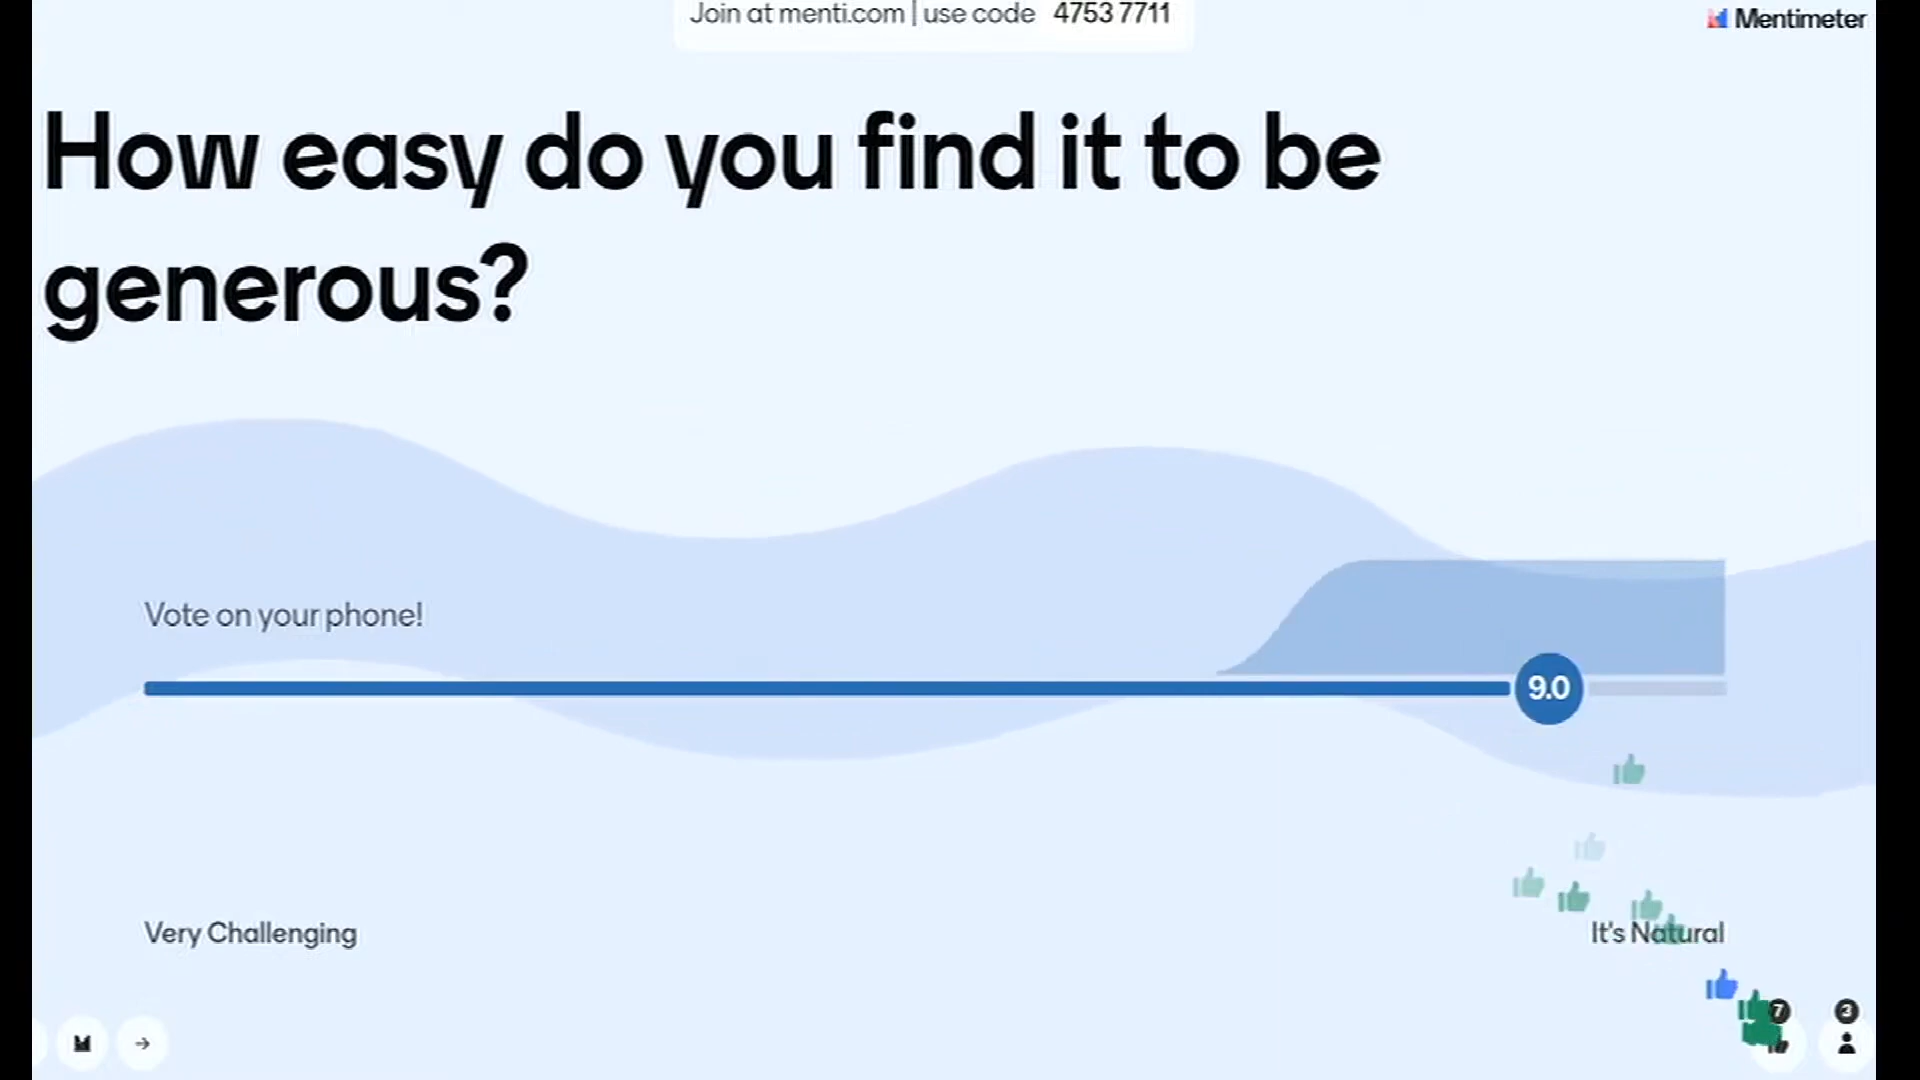 Join at menti.com | use code 4753 7711
Mentimeter
How easy do you find it to be
generous?
Vote on your phone!
9.0
Very Challenging
It's Natural
7
3